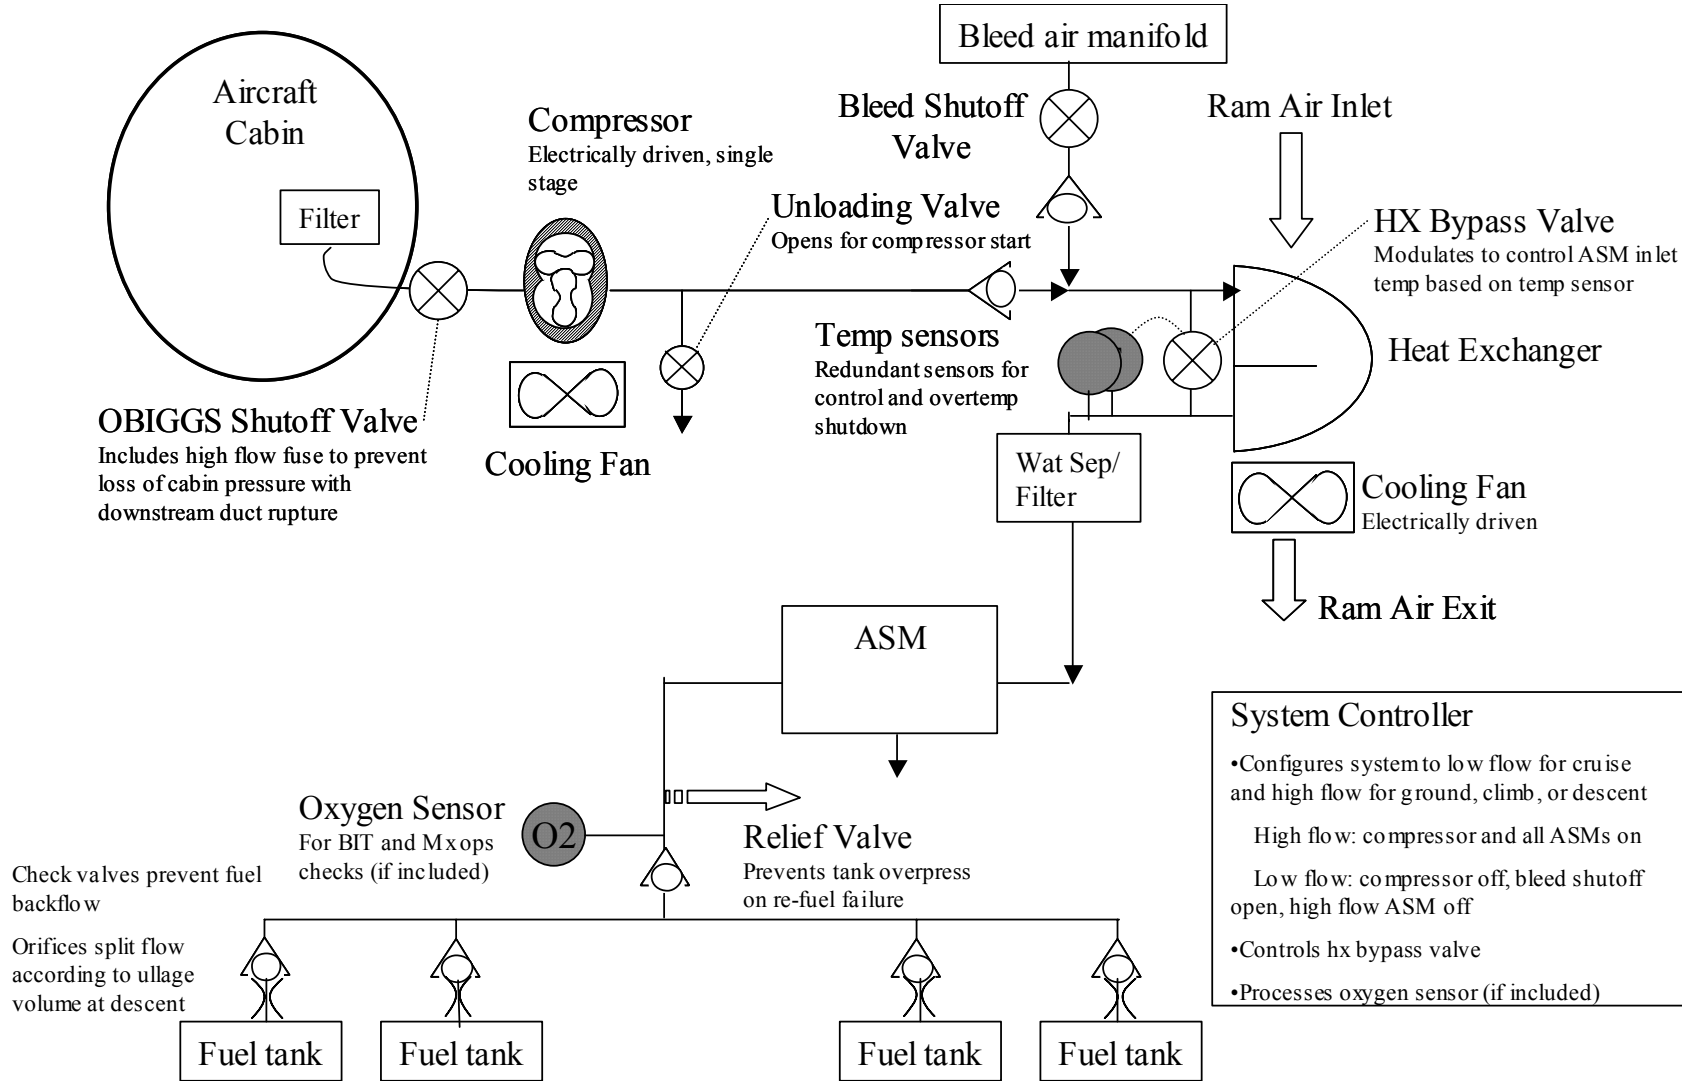 Bleed air manifold
Aircraft
Cabin
Filter
Compressor
Electrically driven, single
stage
Bleed Shutoff
Valve
Ram Air Inlet
Unloading Valve
Opens for compressor start
HX Bypass Valve
Modulates to control ASM inlet
temp based on temp sensor
Temp sensors
Redundant sensors for
control and overtemp
shutdown
Heat Exchanger
OBIGGS Shutoff Valve
Includes high flow fuse to prevent
loss of cabin pressure with
downstream duct rupture
Cooling Fan
Wat Sep/
Filter
Cooling Fan
Electrically driven
Ram Air Exit
ASM
System Controller
•Configures system to low flow for cruise
and high flow for ground, climb, or descent
High flow: compressor and all ASMs on
Low flow: compressor off, bleed shutoff
open, high flow ASM off
•Controls hx bypass valve
•Processes oxygen sensor (if included)
Oxygen Sensor
For BIT and Mx ops
checks (if included)
O2
Relief Valve
Prevents tank overpress
on re-fuel failure
Check valves prevent fuel
backflow
Orifices split flow
according to ullage
volume at descent
Fuel tank
Fuel tank
Fuel tank
Fuel tank